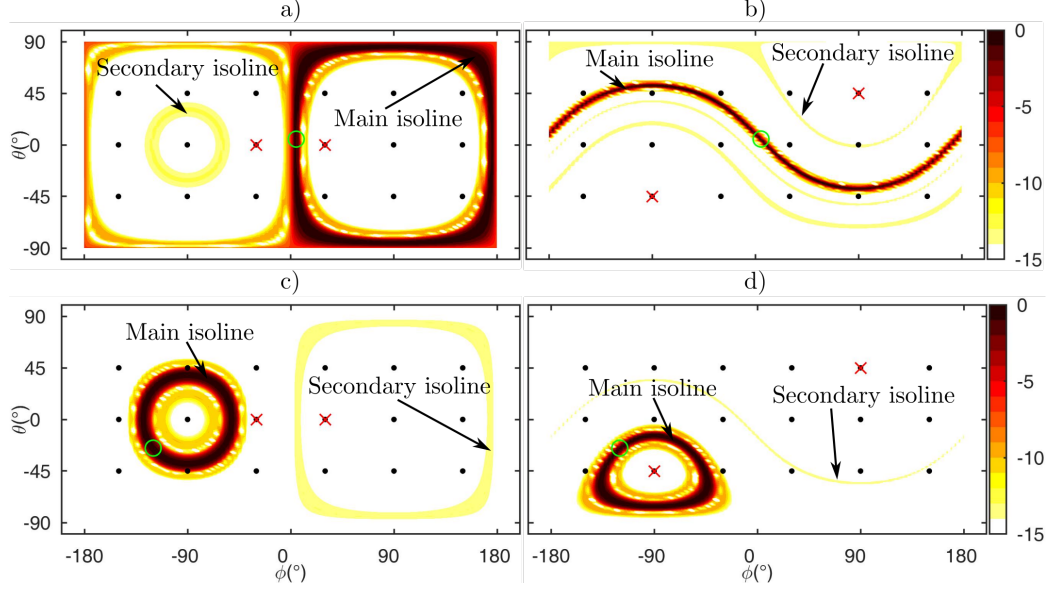 a)
b)
90
45
0
-45
-90
θ(°)
Secondary isoline
Main isoline
Main isoline
Secondary isoline
0
-5
-10
-15
c)
d)
90
45
0
-45
-90
θ(°)
Main isoline
Secondary isoline
Main isoline
Secondary isoline
0
-5
-10
-15
-180
-90
0
90
180
ϕ(°)
-180
-90
0
90
180
ϕ(°)